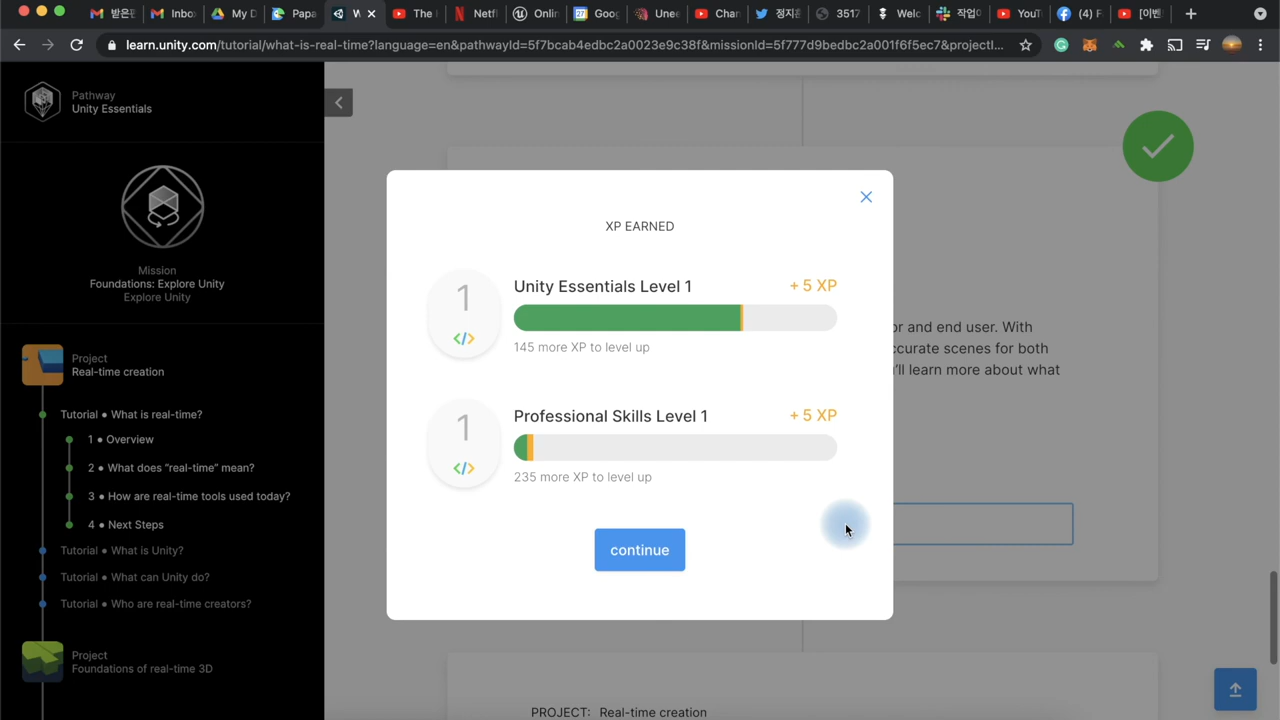 받은편
Inbo
My D
Papa
W
The
Netfl
Onlin
Goog
Unee
Chan
정지훈
3517
Welc
작업
YouT
(4) F
[이벤
learn.unity.com/tutorial/what-is-real-time?language=en&pathwayId=5f7bcab4edbc2a0023e9c38f&missionId=5f777d9bedbc2a001f6f5ec7&projectI...
Pathway
Unity Essentials
Mission
Foundations: Explore Unity
Explore Unity
Project
Real-time creation
Tutorial ● What is real-time?
1 ● Overview
2 ● What does “real-time” mean?
3 ● How are real-time tools used today?
4 ● Next Steps
Tutorial ● What is Unity?
Tutorial ● What can Unity do?
Tutorial ● Who are real-time creators?
Project
Foundations of real-time 3D
XP EARNED
1
</>
Unity Essentials Level 1
+ 5 XP
145 more XP to level up
1
</>
Professional Skills Level 1
+ 5 XP
235 more XP to level up
continue
or and end user. With
ccurate scenes for both
'll learn more about what
PROJECT: Real-time creation